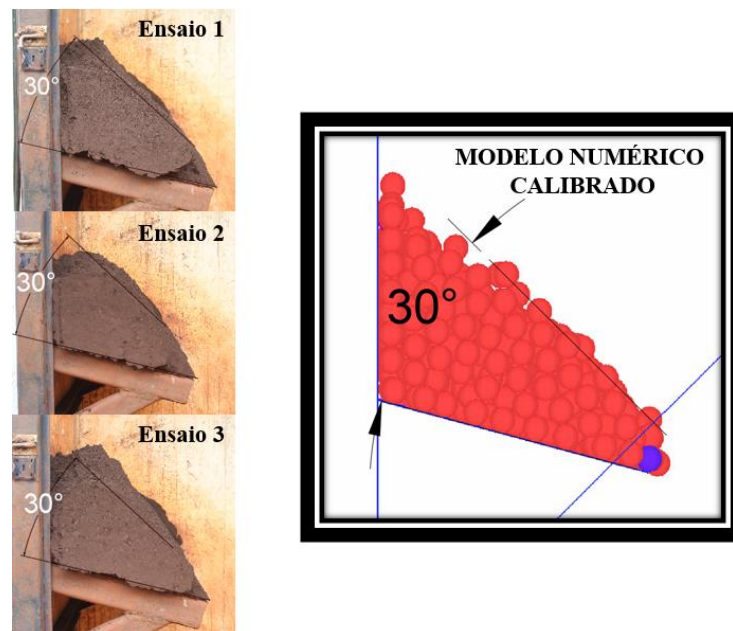 Ensaio 1
30°
Ensaio 2
30°
Ensaio 3
30°
MODELO NUMÉRICO
CALIBRADO
30°